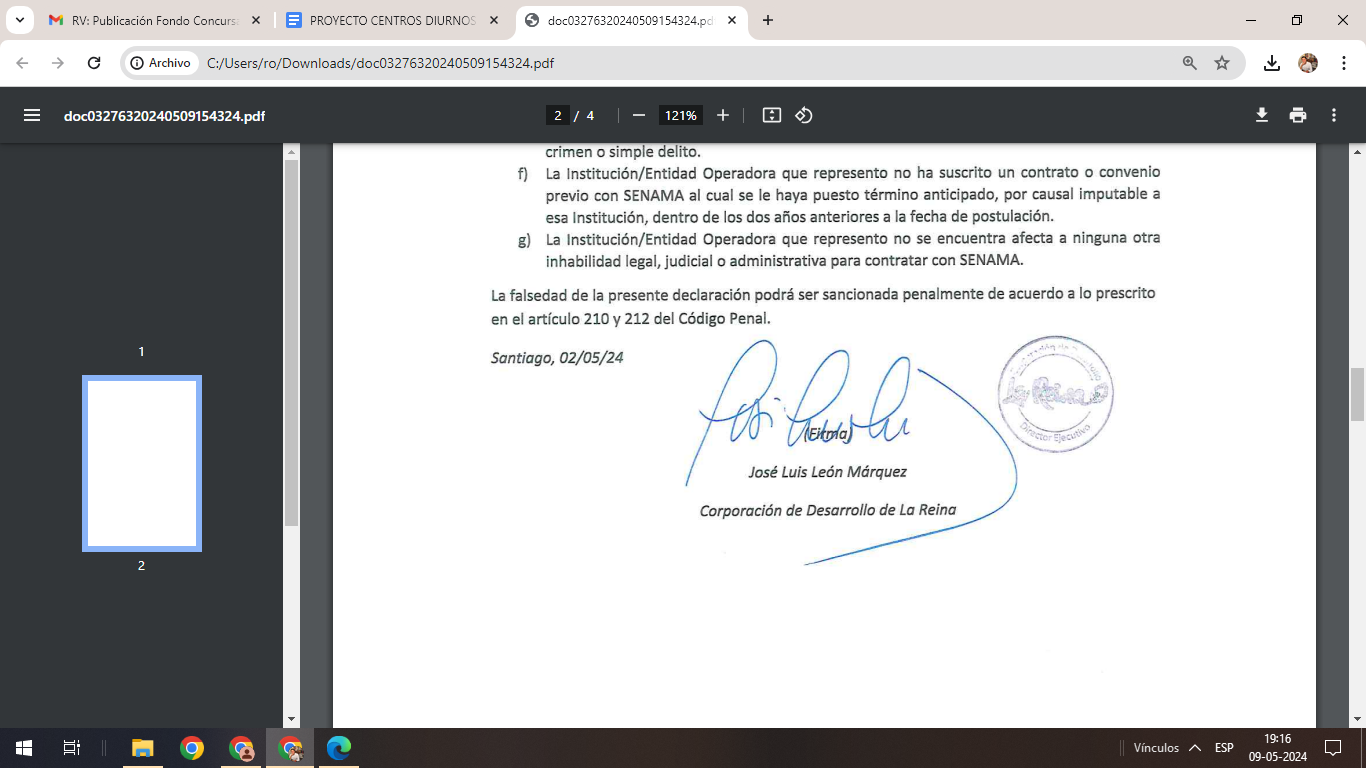 RV: Publicación Fondo Concurs
PROYECTO CENTROS DIURNOS
doc03276320240509154324.pd
Archivo
C:/Users/ro/Downloads/doc03276320240509154324.pdf
doc03276320240509154324.pdf
2 / 4
121%
1
2
crimen o simple delito.
f) La Institución/Entidad Operadora que represento no ha suscrito un contrato o convenio
previo con SENAMA al cual se le haya puesto término anticipado, por causal imputable a
esa Institución, dentro de los dos años anteriores a la fecha de postulación.
g) La Institución/Entidad Operadora que represento no se encuentra afecta a ninguna otra
inhabilidad legal, judicial o administrativa para contratar con SENAMA.
La falsedad de la presente declaración podrá ser sancionada penalmente de acuerdo a lo prescrito
en el artículo 210 y 212 del Código Penal.
Santiago, 02/05/24
La Reina
Director Ejecutivo
(Firma)
José Luis León Márquez
Corporación de Desarrollo de La Reina
Vínculos
ESP
19:16
09-05-2024